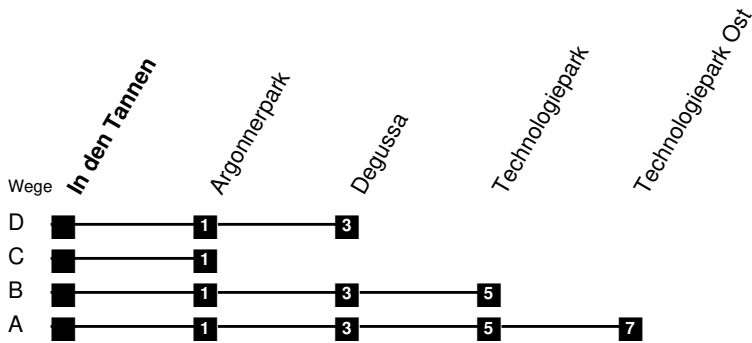 In den Tannen
Argonnerpark
Degussa
Technologiepark
Technologiepark Ost
Wege
D 1 3
C 1
B 1 3 5
A 1 3 5 7